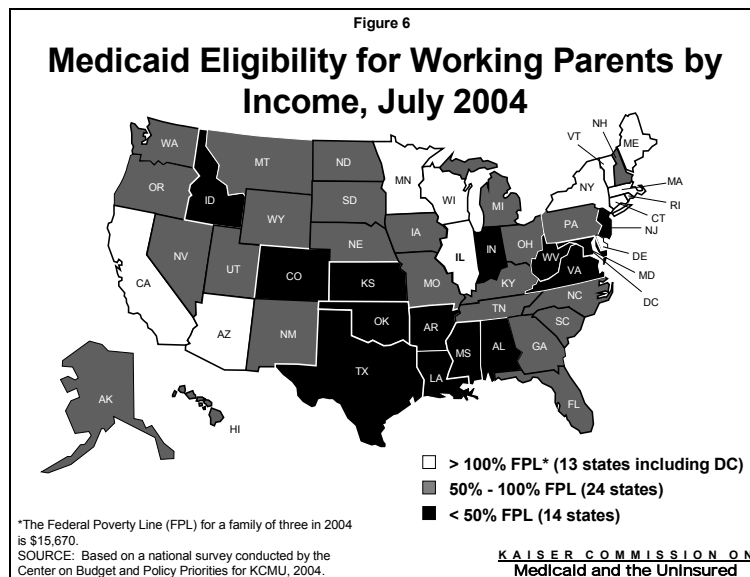 Figure 6
Medicaid Eligibility for Working Parents by
Income, July 2004
NH
VT
ME
WA
MT
ND
MN
OR
ID
SD
WI
NY
MA
WY
MI
RI
CT
IA
PA
NJ
NE
NV
OH
IN
IL
DE
UT
CO
WV
VA
MD
CA
KS
MO
KY
DC
NC
TN
OK
AZ
NM
AR
SC
MS
AL
GA
TX
LA
AK
FL
HI
> 100% FPL* (13 states including DC)
50% - 100% FPL (24 states)
< 50% FPL (14 states)
*The Federal Poverty Line (FPL) for a family of three in 2004
is $15,670.
SOURCE: Based on a national survey conducted by the
Center on Budget and Policy Priorities for KCMU, 2004.
KAISER COMMISSION ON
Medicaid and the Uninsured